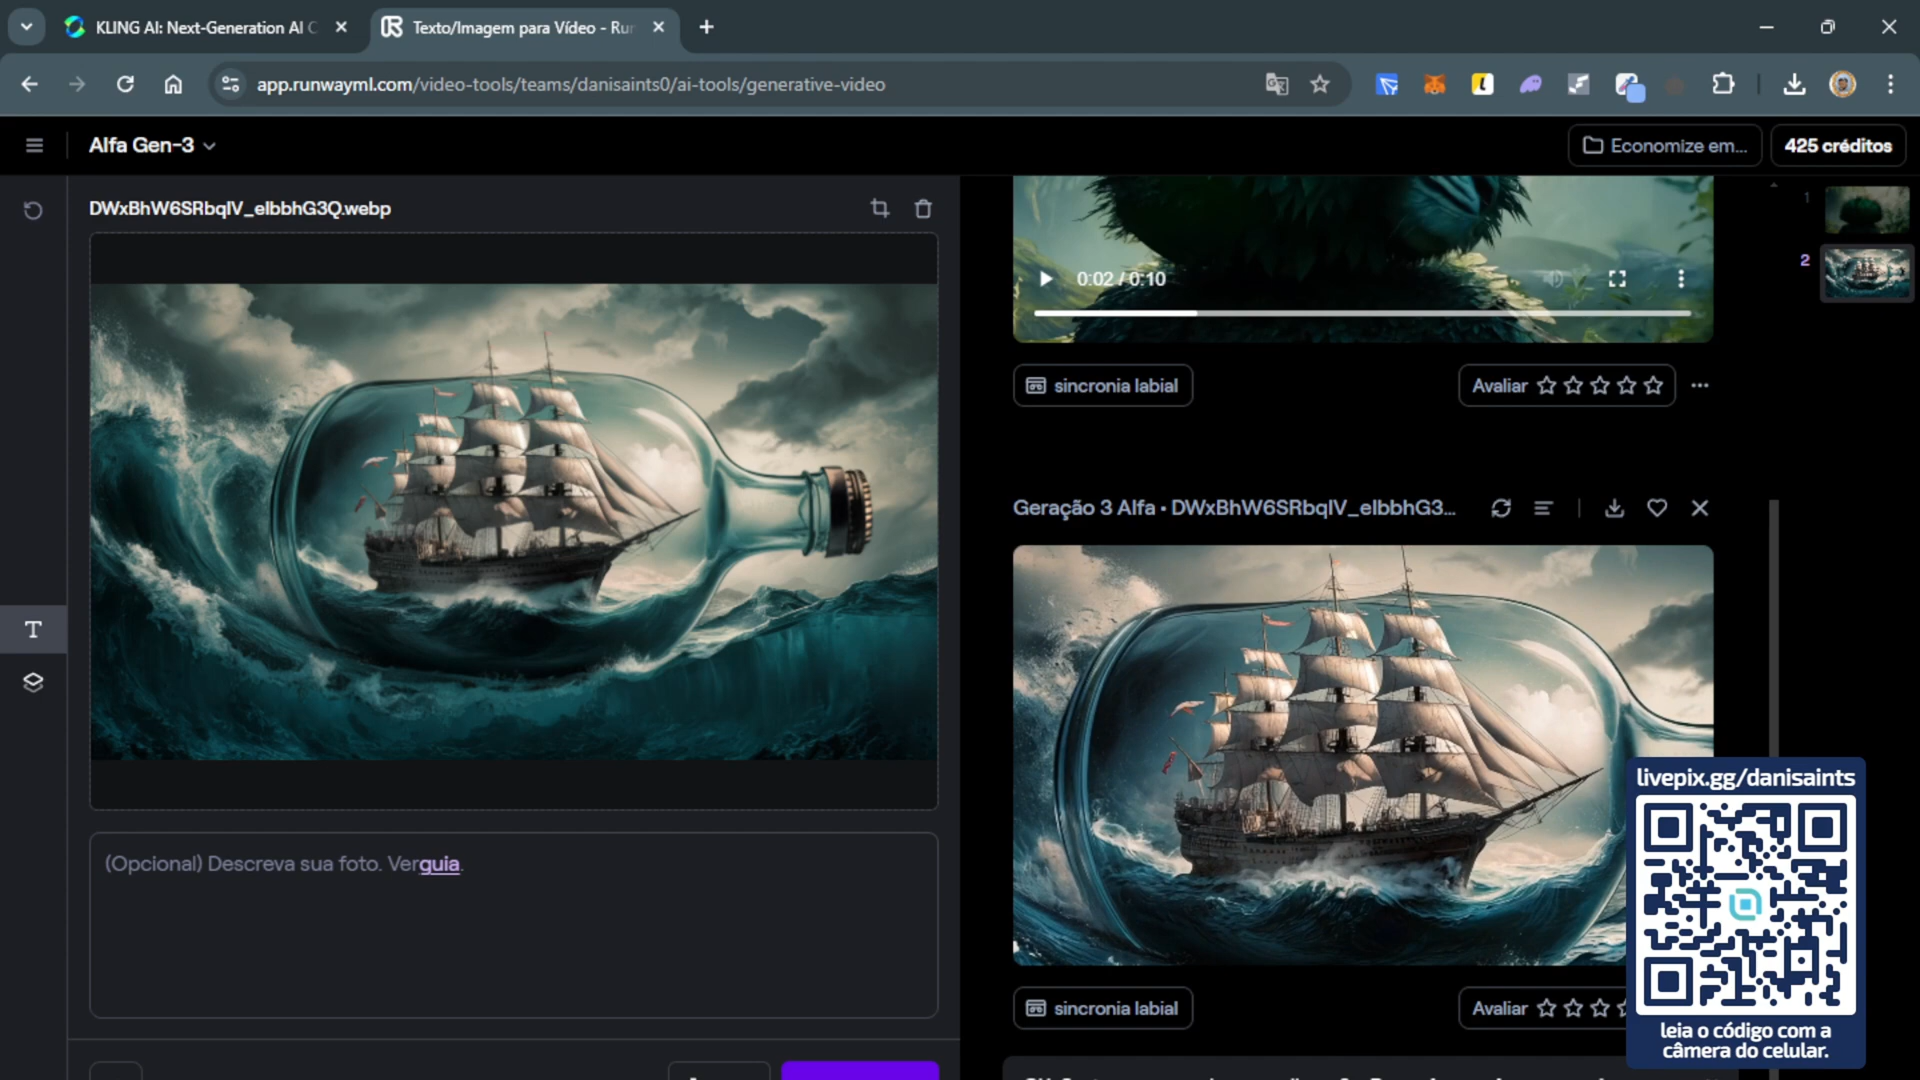 KLING AI: Next-Generation AI C
Texto/Imagem para Vídeo - Run
app.runwayml.com/video-tools/teams/danisaints0/ai-tools/generative-video
Alfa Gen-3
Economize em...
425 créditos
DWxBhW6SRbqlV_elbbhG3Q.webp
0:02 / 0:10
1
2
sincronia labial
Avaliar
Geração 3 Alfa • DWxBhW6SRbqlV_elbbhG3...
(Opcional) Descreva sua foto. Verguia.
sincronia labial
Avaliar
livepix.gg/danisaints
leia o código com a
câmera do celular.